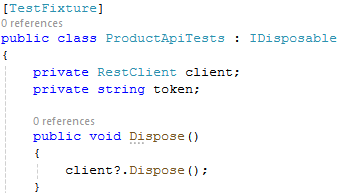 [TestFixture]
0 references
public class ProductApiTests : IDisposable
{
private RestClient client;
private string token;
0 references
public void Dispose()
{
client?.Dispose();
}